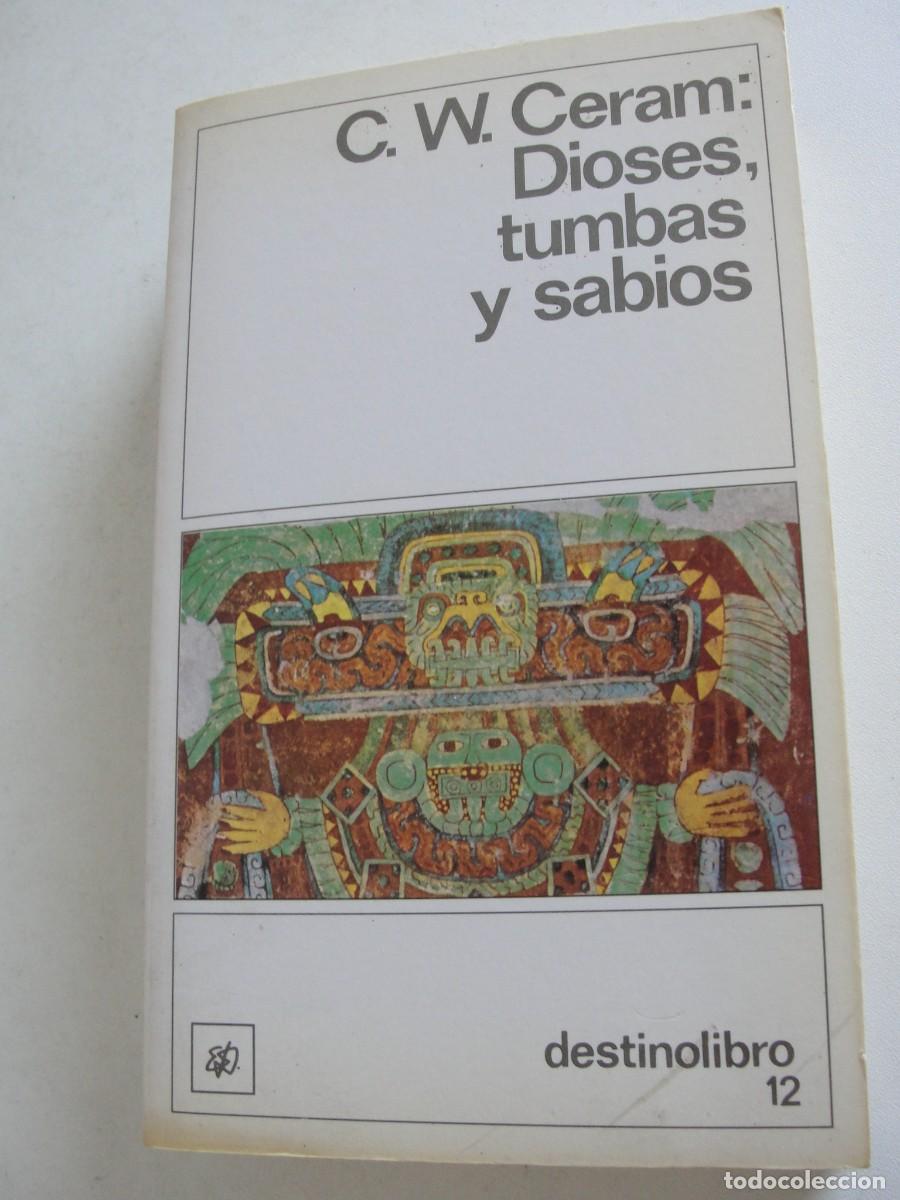 C. W. Ceram:
Dioses,
tumbas
y sabios
destinolibro
12
todocoleccion